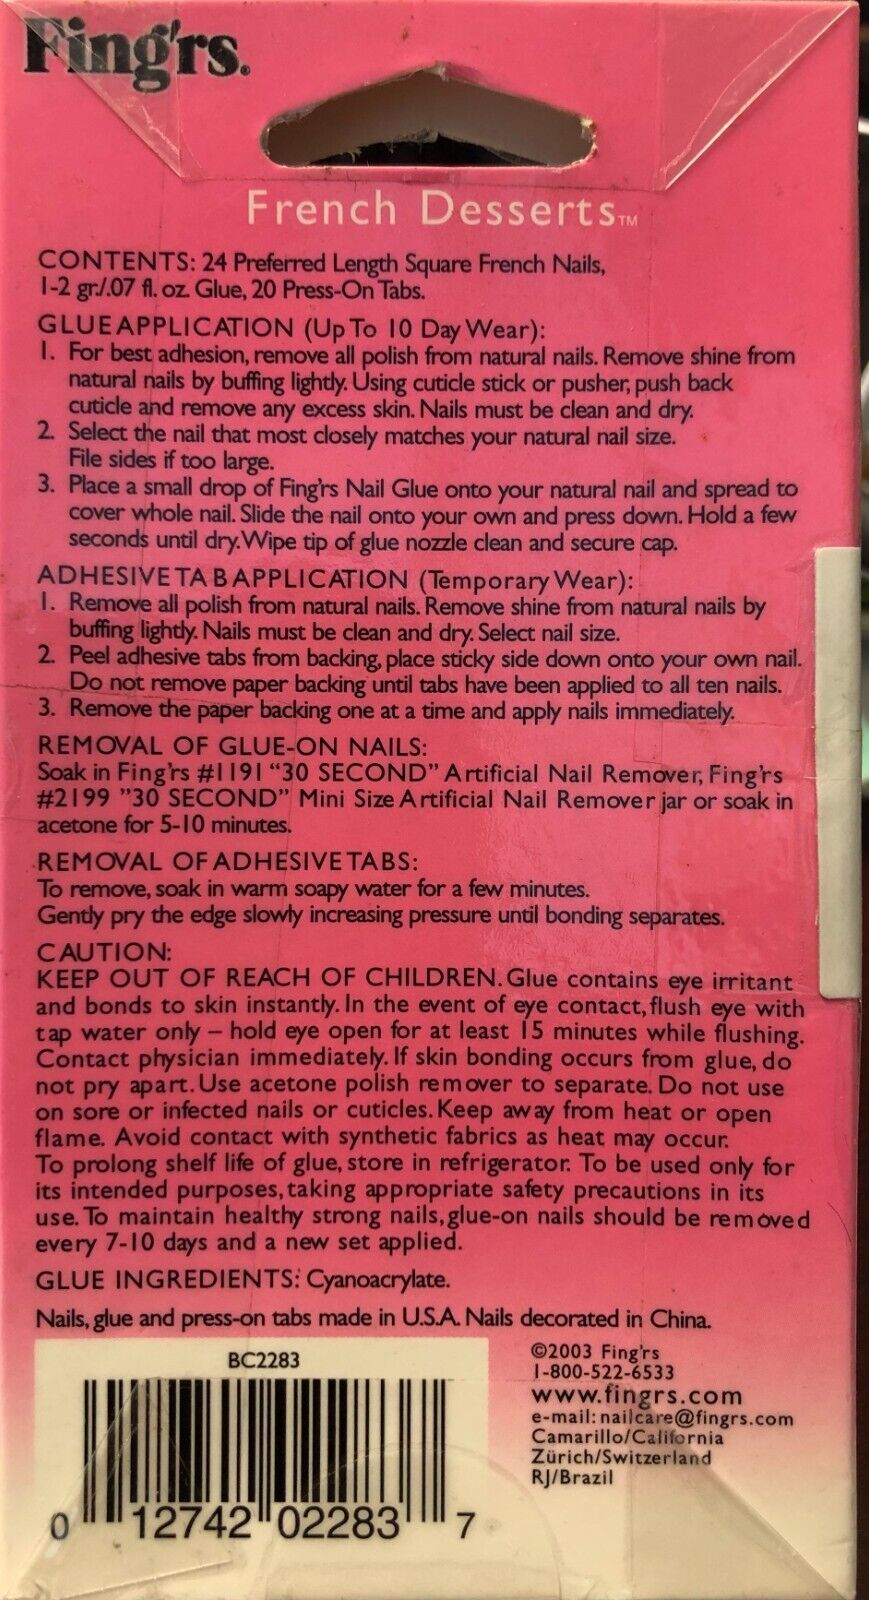 Fing'rs.
French Desserts™
CONTENTS: 24 Preferred Length Square French Nails,
1-2 gr./.07 fl. oz. Glue, 20 Press-On Tabs.
GLUE APPLICATION (Up To 10 Day Wear):
1. For best adhesion, remove all polish from natural nails. Remove shine from
natural nails by buffing lightly. Using cuticle stick or pusher, push back
cuticle and remove any excess skin. Nails must be clean and dry.
2. Select the nail that most closely matches your natural nail size.
File sides if too large.
3. Place a small drop of Fing'rs Nail Glue onto your natural nail and spread to
cover whole nail. Slide the nail onto your own and press down. Hold a few
seconds until dry. Wipe tip of glue nozzle clean and secure cap.
ADHESIVE TAB APPLICATION (Temporary Wear):
1. Remove all polish from natural nails. Remove shine from natural nails by
buffing lightly. Nails must be clean and dry. Select nail size.
2. Peel adhesive tabs from backing, place sticky side down onto your own nail.
Do not remove paper backing until tabs have been applied to all ten nails.
3. Remove the paper backing one at a time and apply nails immediately.
REMOVAL OF GLUE-ON NAILS:
Soak in Fing'rs #1191 "30 SECOND" Artificial Nail Remover, Fing'rs
#2199 "30 SECOND" Mini Size Artificial Nail Remover jar or soak in
acetone for 5-10 minutes.
REMOVAL OF ADHESIVE TABS:
To remove, soak in warm soapy water for a few minutes.
Gently pry the edge slowly increasing pressure until bonding separates.
CAUTION:
KEEP OUT OF REACH OF CHILDREN. Glue contains eye irritant
and bonds to skin instantly. In the event of eye contact, flush eye with
tap water only – hold eye open for at least 15 minutes while flushing.
Contact physician immediately. If skin bonding occurs from glue, do
not pry apart. Use acetone polish remover to separate. Do not use
on sore or infected nails or cuticles. Keep away from heat or open
flame. Avoid contact with synthetic fabrics as heat may occur.
To prolong shelf life of glue, store in refrigerator. To be used only for
its intended purposes, taking appropriate safety precautions in its
use. To maintain healthy strong nails, glue-on nails should be removed
every 7-10 days and a new set applied.
GLUE INGREDIENTS: Cyanoacrylate.
Nails, glue and press-on tabs made in U.S.A. Nails decorated in China.
BC2283
0 12742 02283 7
©2003 Fing'rs
1-800-522-6533
www.fingrs.com
e-mail: nailcare@fingrs.com
Camarillo/California
Zürich/Switzerland
RJ/Brazil